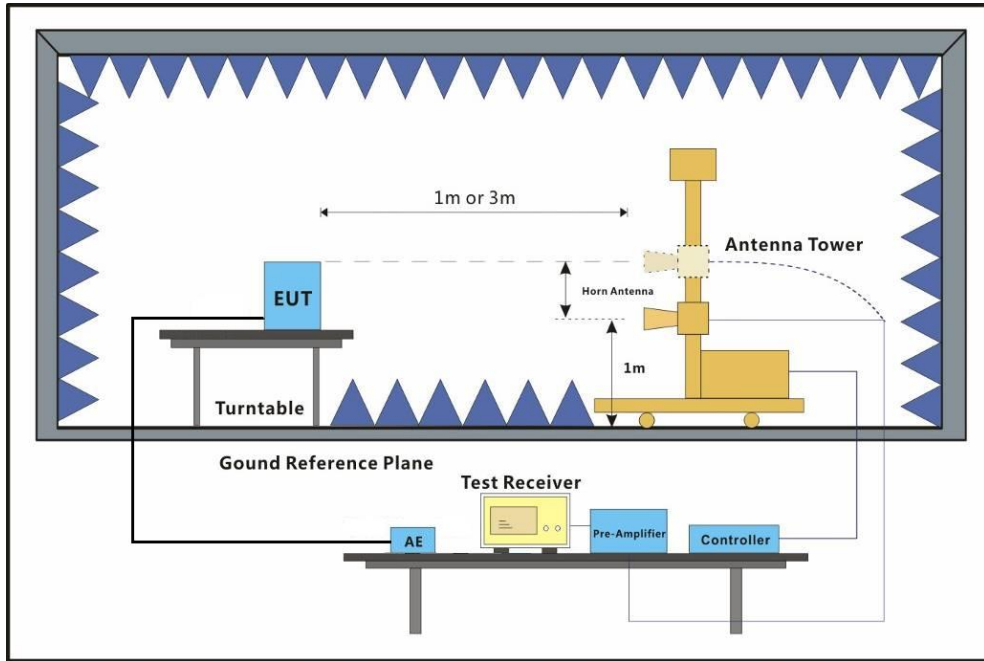 1m or 3m
Antenna Tower
EUT
Horn Antenna
1m
Turntable
Gound Reference Plane
Test Receiver
AE
Pre-Amplifier
Controller